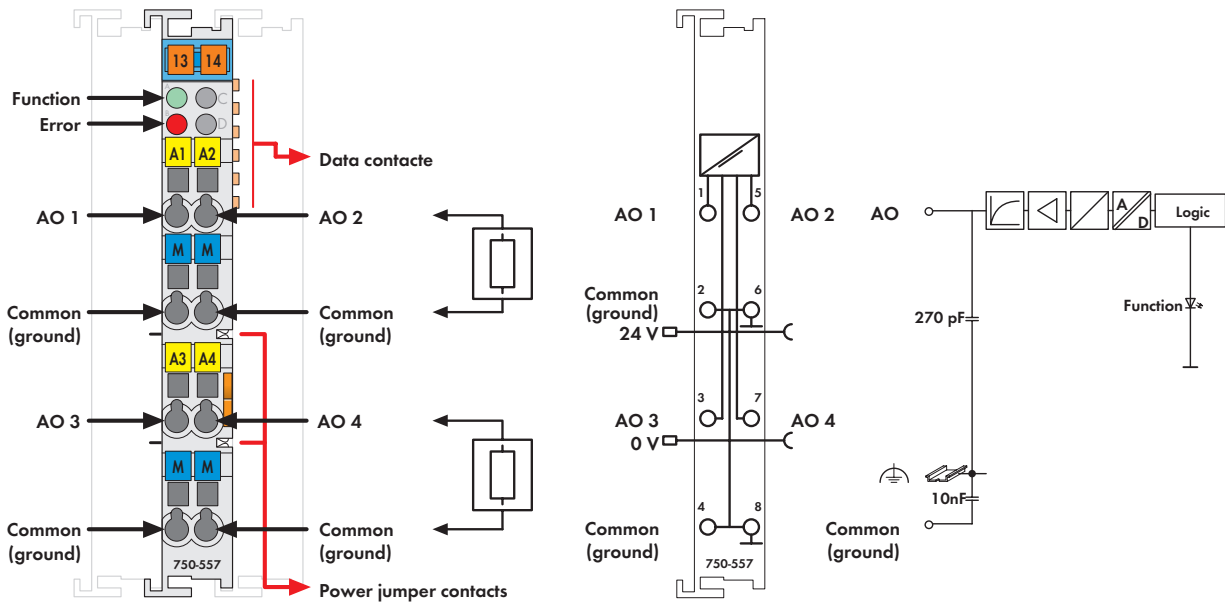 13 14
Function
A
C
Error
B
D
A1 A2
Data contacte
AO 1
AO 2
M M
Common
(ground)
Common
(ground)
A3 A4
AO 3
AO 4
M M
Common
(ground)
Common
(ground)
750-557
Power jumper contacts
1
5
AO 1
AO 2
2
6
Common
(ground)
24 V
3
7
AO 3
AO 4
0 V
4
8
Common
(ground)
750-557
AO
A
D
Logic
Function
270 pF
10nF
Common
(ground)